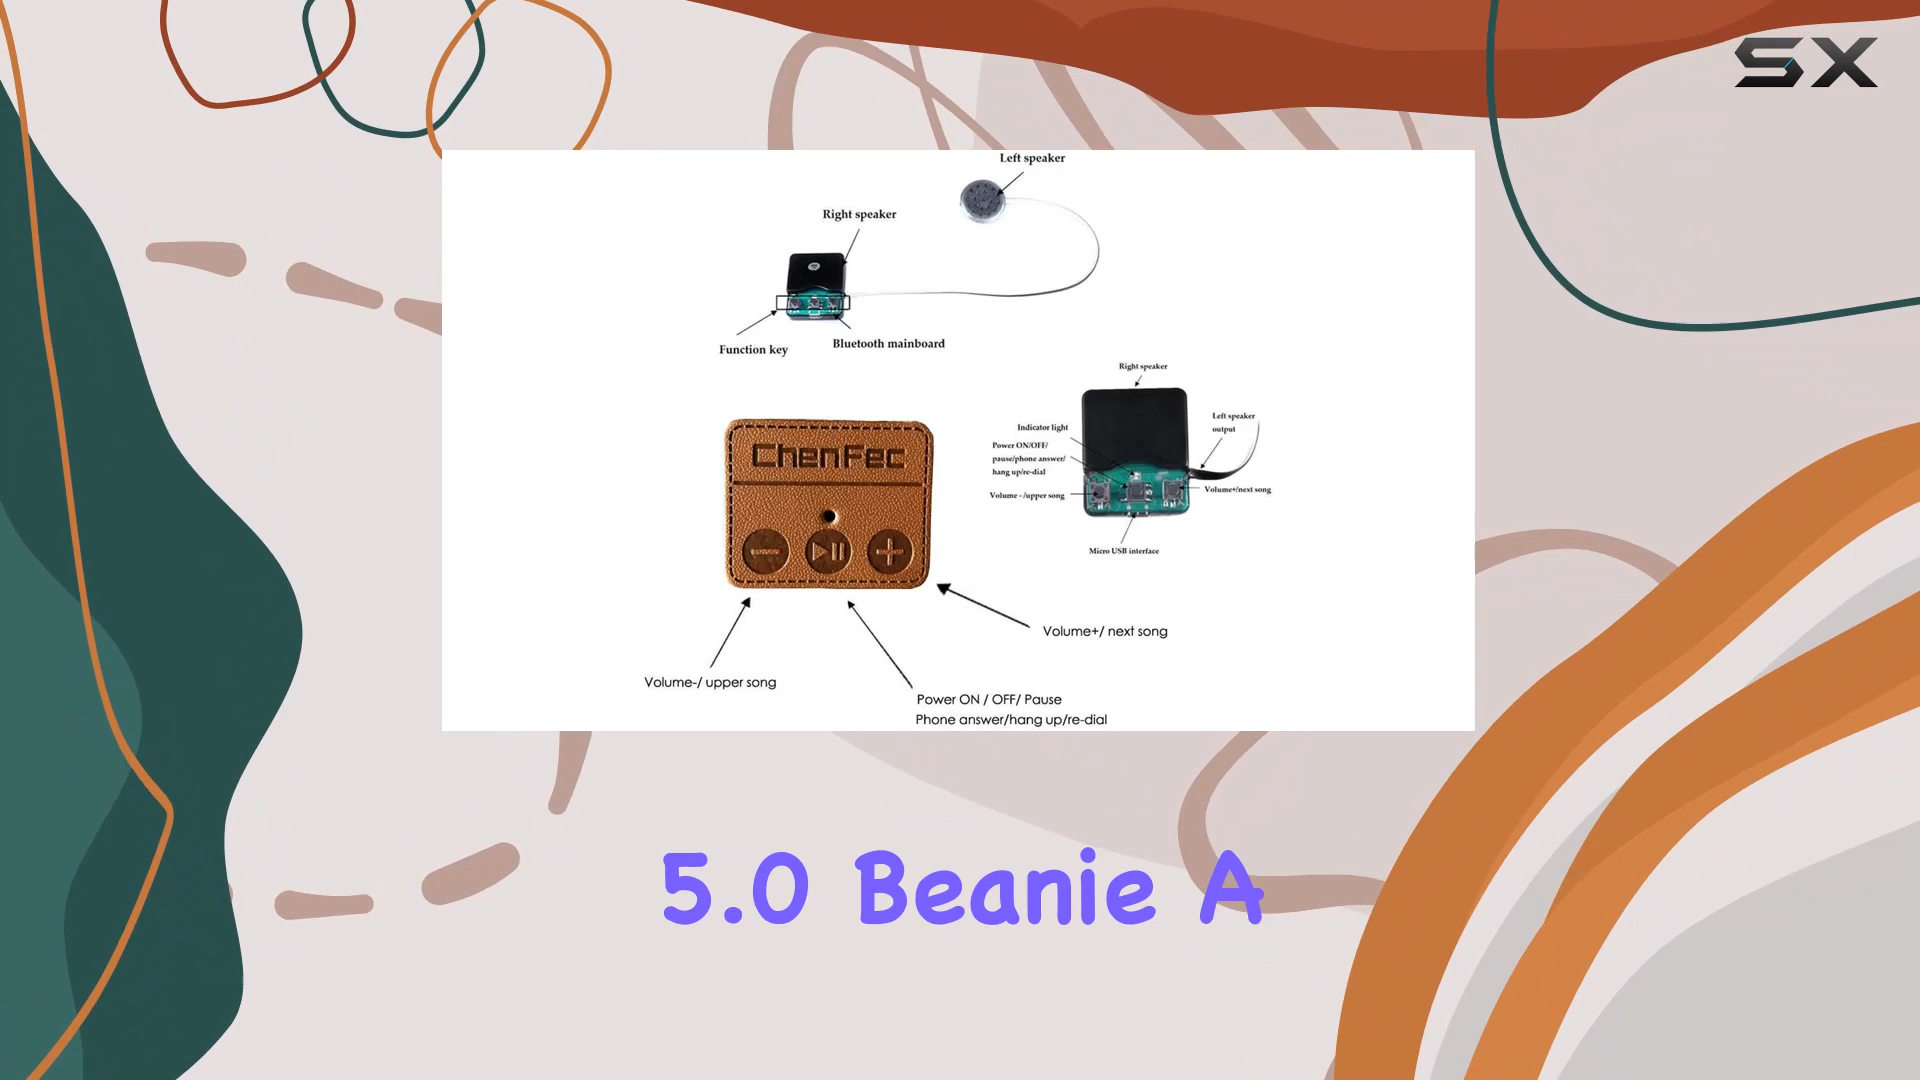 SX
Left speaker
Right speaker
Function key
Bluetooth mainboard
Right speaker
Left speaker
output
Indicator light
Power ON/OFF/
pause/phone answer/
hang up/re-dial
Volume - /upper song
Volume+/next song
Micro USB interface
ChenFec
Volume+/ next song
Volume-/ upper song
Power ON / OFF/ Pause
Phone answer/hang up/re-dial
5.0 Beanie A